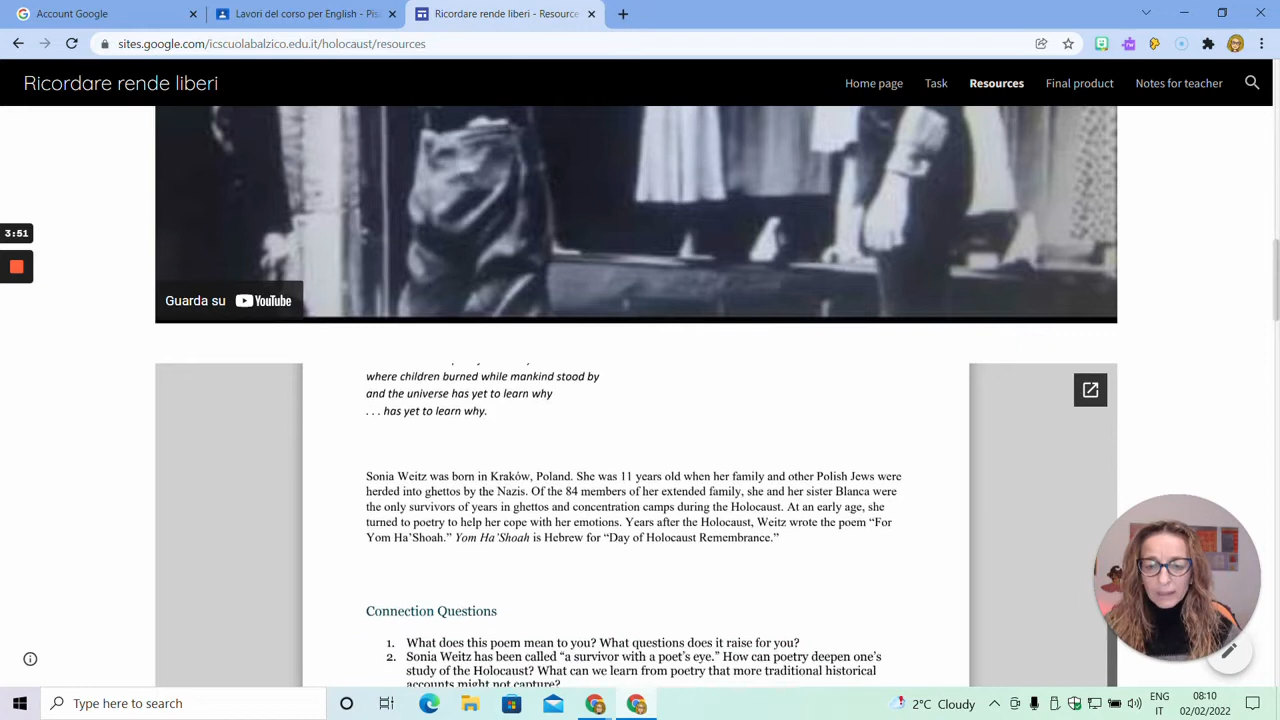 Account Google
Lavori del corso per English - Pis
Ricordare rende liberi - Resource
sites.google.com/icscuolabalzico.edu.it/holocaust/resources
Ricordare rende liberi
Home page
Task
Resources
Final product
Notes for teacher
3:51
Guarda su YouTube
where children burned while mankind stood by
and the universe has yet to learn why
. . . has yet to learn why.
Sonia Weitz was born in Kraków, Poland. She was 11 years old when her family and other Polish Jews were
herded into ghettos by the Nazis. Of the 84 members of her extended family, she and her sister Blanca were
the only survivors of years in ghettos and concentration camps during the Holocaust. At an early age, she
turned to poetry to help her cope with her emotions. Years after the Holocaust, Weitz wrote the poem “For
Yom Ha’Shoah.” Yom Ha’Shoah is Hebrew for “Day of Holocaust Remembrance.”
Connection Questions
1. What does this poem mean to you? What questions does it raise for you?
2. Sonia Weitz has been called “a survivor with a poet’s eye.” How can poetry deepen one’s
study of the Holocaust? What can we learn from poetry that more traditional historical
accounts might not capture?
Type here to search
2°C Cloudy
ENG
IT
08:10
02/02/2022